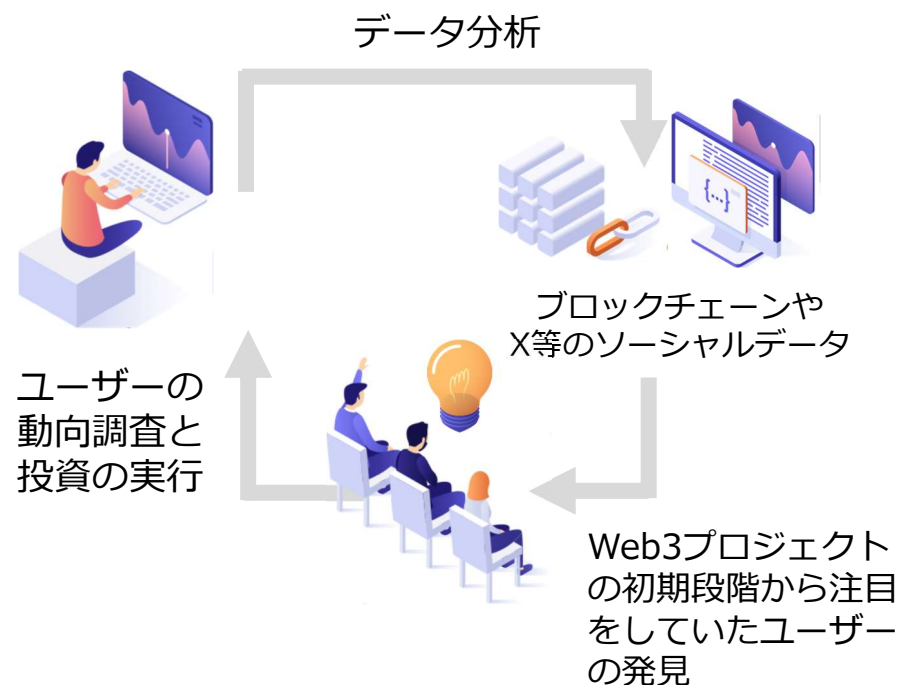 データ分析
{...}
ブロックチェーンや
X等のソーシャルデータ
ユーザーの
動向調査と
投資の実行
Web3プロジェクト
の初期段階から注目
をしていたユーザー
の発見